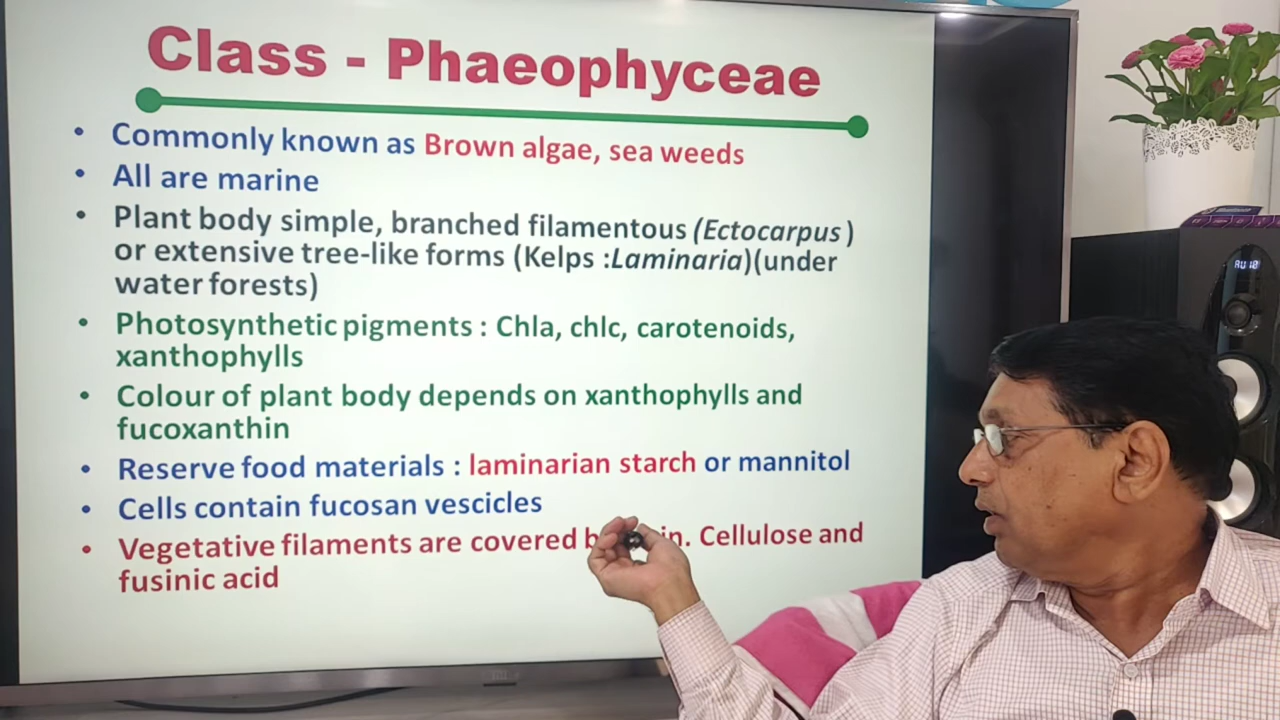 Class - Phaeophyceae
• Commonly known as Brown algae, sea weeds
• All are marine
• Plant body simple, branched filamentous (Ectocarpus )
or extensive tree-like forms (Kelps :Laminaria)(under
water forests)
• Photosynthetic pigments : Chla, chlc, carotenoids,
xanthophylls
• Colour of plant body depends on xanthophylls and
fucoxanthin
• Reserve food materials : laminarian starch or mannitol
• Cells contain fucosan vescicles
• Vegetative filaments are covered Cellulose and
fusinic acid